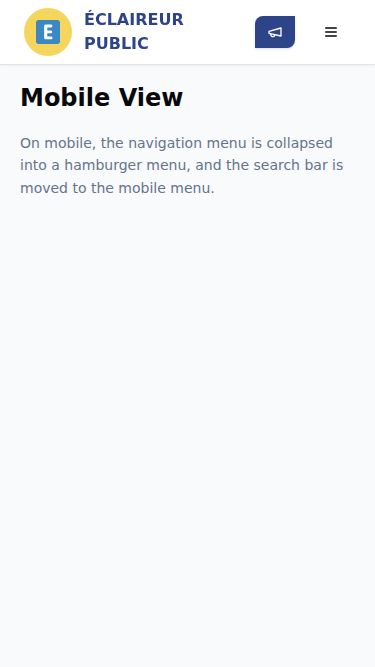 E
ÉCLAIREUR
PUBLIC
Mobile View
On mobile, the navigation menu is collapsed
into a hamburger menu, and the search bar is
moved to the mobile menu.